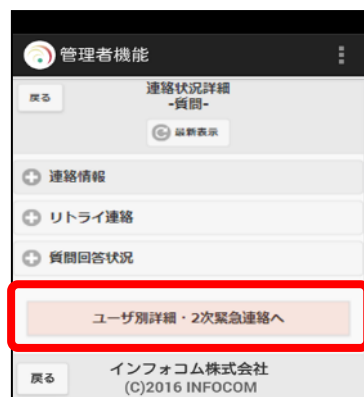 管理者機能
戻る
連絡状況詳細
-質問-
最新表示
連絡情報
リトライ連絡
質問回答状況
ユーザ別詳細・2次緊急連絡へ
戻る
インフォコム株式会社
(C)2016 INFOCOM